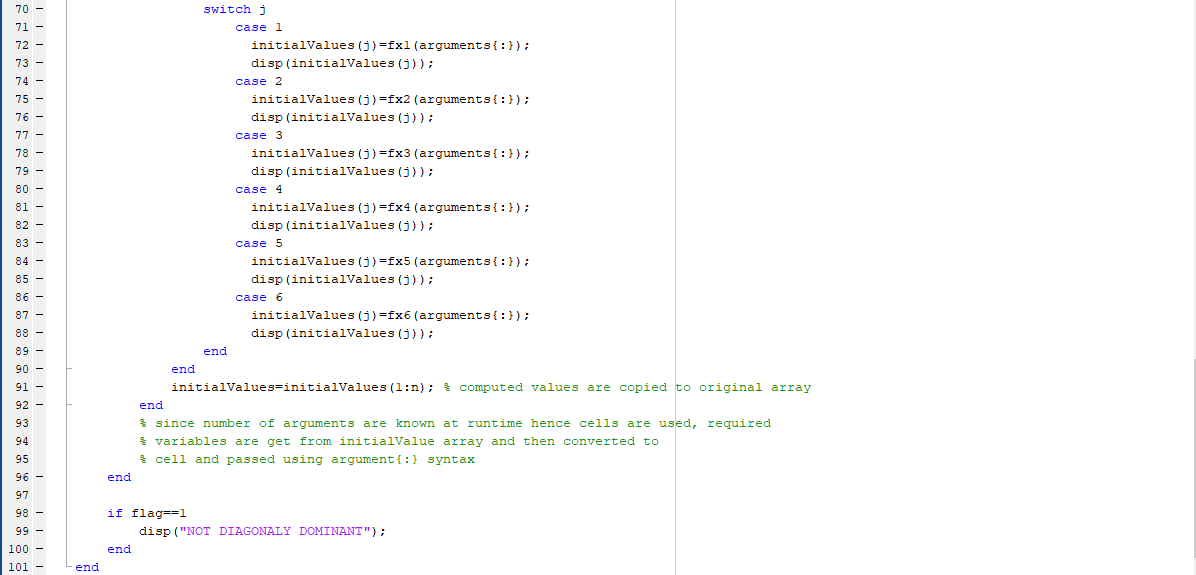 70 –                    switch j
71 –                        case 1
72 –                          initialValues(j)=fx1(arguments{:});
73 –                          disp(initialValues(j));
74 –                        case 2
75 –                          initialValues(j)=fx2(arguments{:});
76 –                          disp(initialValues(j));
77 –                        case 3
78 –                          initialValues(j)=fx3(arguments{:});
79 –                          disp(initialValues(j));
80 –                        case 4
81 –                          initialValues(j)=fx4(arguments{:});
82 –                          disp(initialValues(j));
83 –                        case 5
84 –                          initialValues(j)=fx5(arguments{:});
85 –                          disp(initialValues(j));
86 –                        case 6
87 –                          initialValues(j)=fx6(arguments{:});
88 –                          disp(initialValues(j));
89 –                    end
90 –                end
91 –                initialValues=initialValues(1:n); % computed values are copied to original array
92 –            end
93              % since number of arguments are known at runtime hence cells are used, required
94              % variables are get from initialValue array and then converted to
95              % cell and passed using argument{:} syntax
96 –        end
97
98 –        if flag==1
99 –            disp("NOT DIAGONALY DOMINANT");
100 –        end
101 –    end